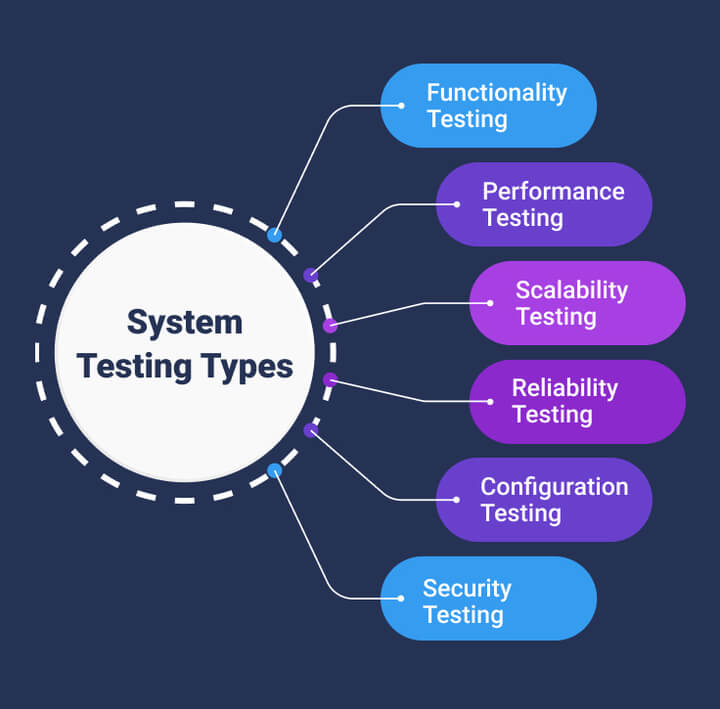 System
Testing Types
Functionality
Testing
Performance
Testing
Scalability
Testing
Reliability
Testing
Configuration
Testing
Security
Testing